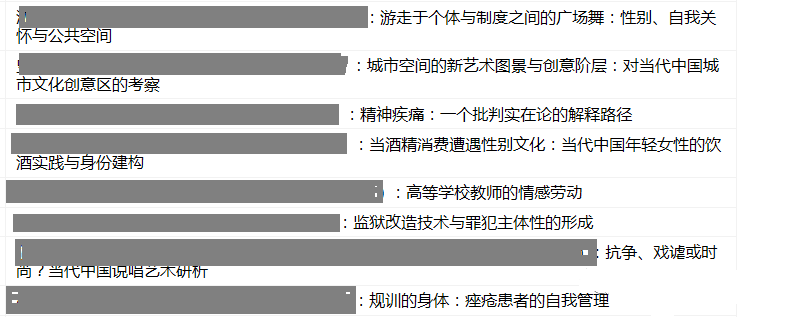 ：游走于个体与制度之间的广场舞：性别、自我关
怀与公共空间
：城市空间的新艺术图景与创意阶层：对当代中国城
市文化创意区的考察
：精神疾痛：一个批判实在论的解释路径
：当酒精消费遭遇性别文化：当代中国年轻女性的饮
酒实践与身份建构
）：高等学校教师的情感劳动
：监狱改造技术与罪犯主体性的形成
：抗争、戏谑或时
尚？当代中国说唱艺术研析
：规训的身体：痤疮患者的自我管理